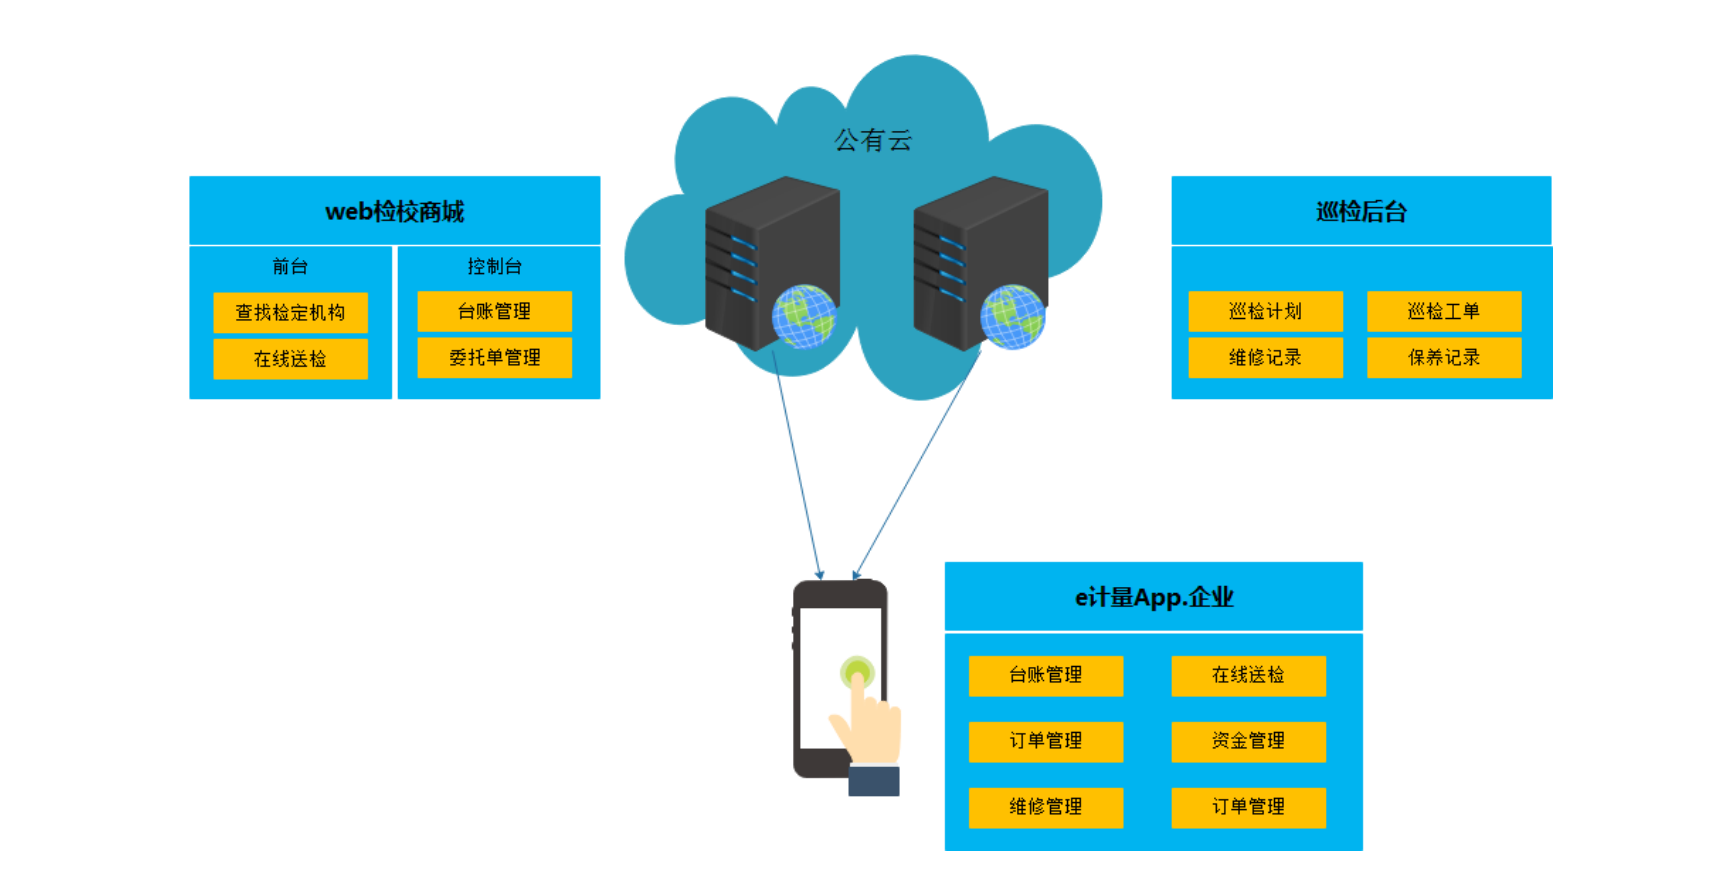 公有云
web检校商城
前台
控制台
查找检定机构
台账管理
在线送检
委托单管理
巡检后台
巡检计划
巡检工单
维修记录
保养记录
e计量App.企业
台账管理
在线送检
订单管理
资金管理
维修管理
订单管理